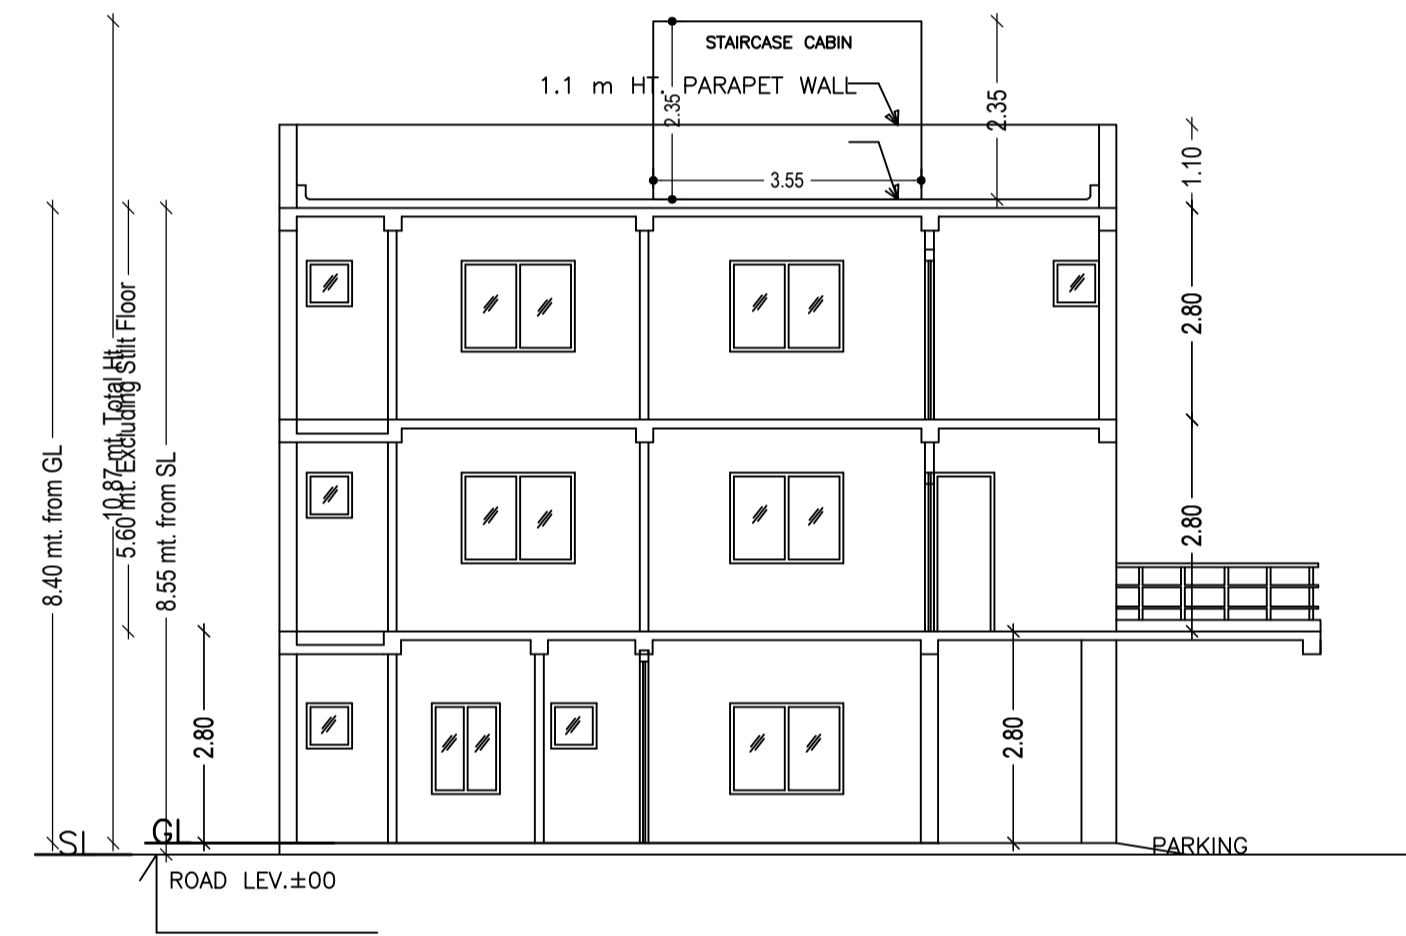 STAIRCASE CABIN
1.1 m HT. PARAPET WALL
2.35
2.35
3.55
1.10
2.80
2.80
8.40 mt. from GL
10.87 mt. Total Ht.
5.60 mt. Excluding Stilt Floor
8.55 mt. from SL
2.80
2.80
SL
GL
PARKING
ROAD LEV.±00